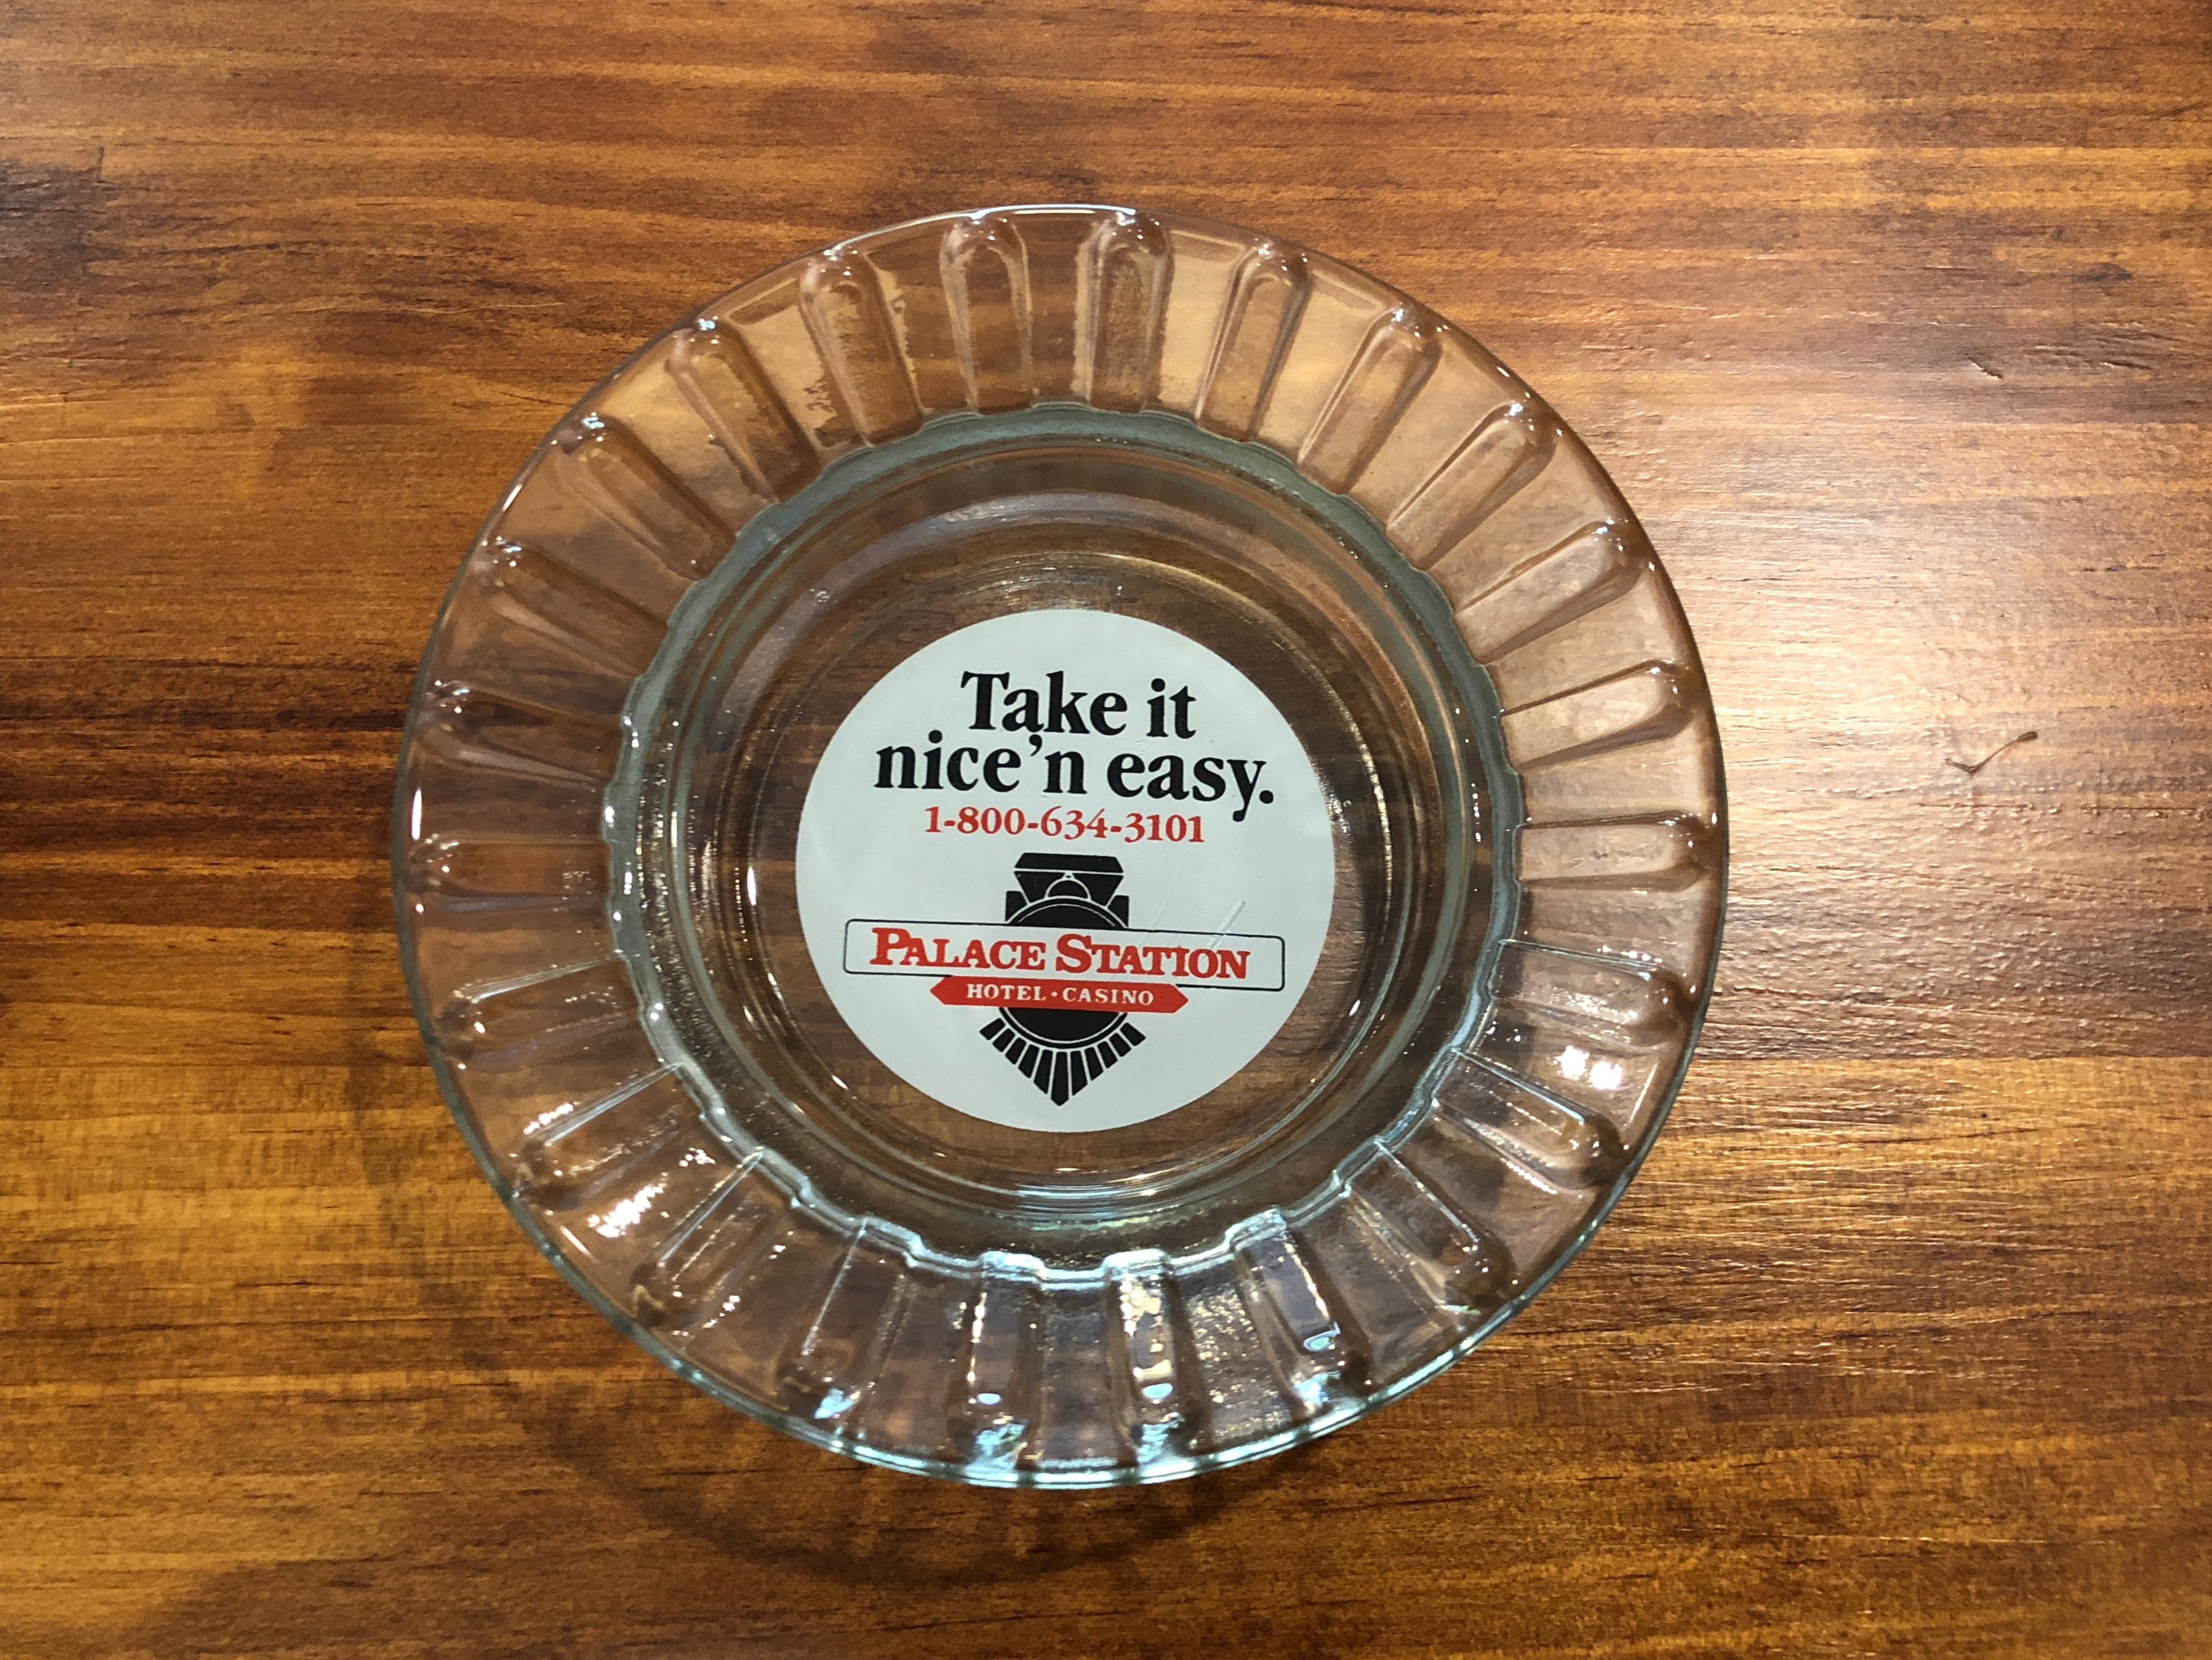 Take it
nice'n easy.
1-800-634-3101
PALACE STATION
HOTEL·CASINO